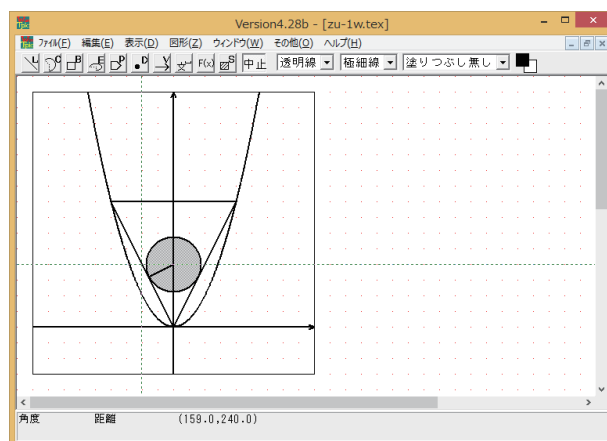 Version4.28b - [zu-1w.tex]
ファイル(F) 編集(E) 表示(D) 図形(Z) ウィンドウ(W) その他(O) ヘルプ(H)
L C B E P D V 文 F(x) S 中止 透明線 極細線 塗りつぶし無し
角度 距離 (159.0,240.0)